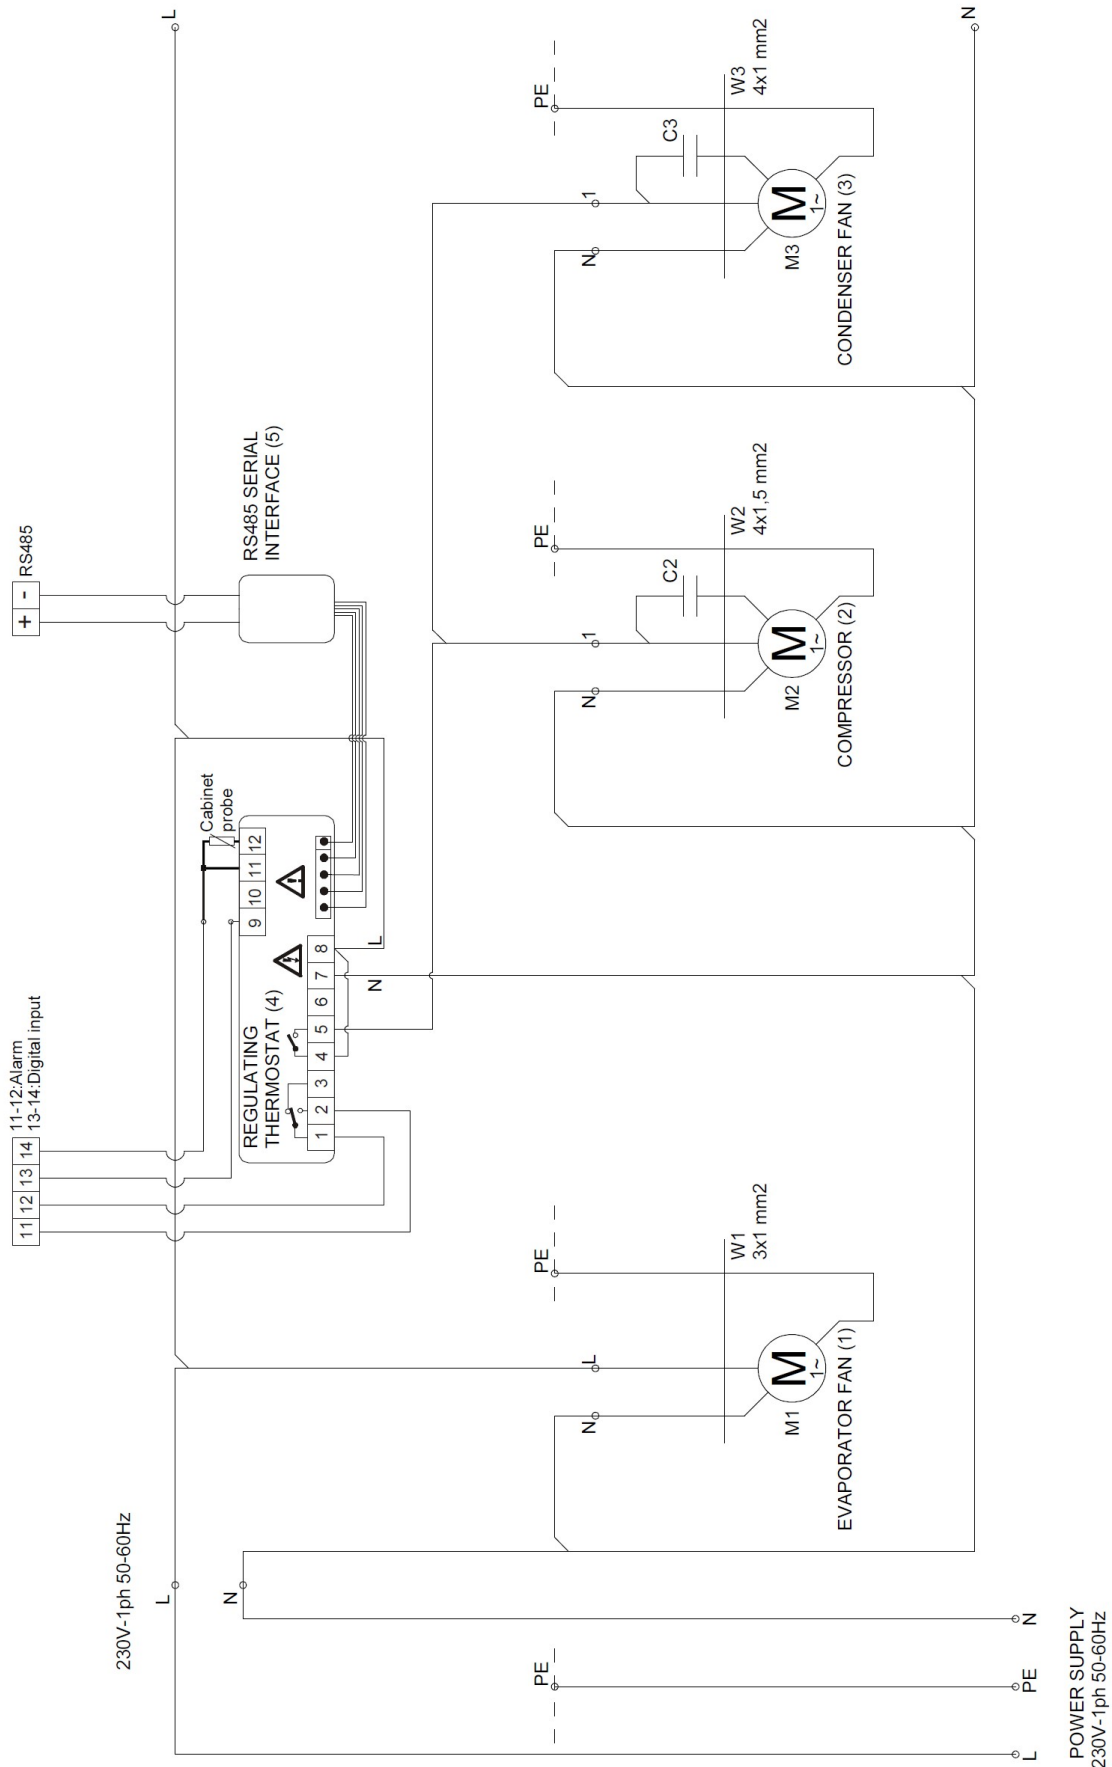 230V-1ph 50-60Hz
L
N
L
N
L
PE
N
PE
POWER SUPPLY
230V-1ph 50-60Hz
11 12 13 14
11-12:Alarm
13-14:Digital input
+ -
RS485
REGULATING
THERMOSTAT (4)
9 10 11 12
1 2 3 4 5 6 7 8
Cabinet
probe
N
L
RS485 SERIAL
INTERFACE (5)
N
L
PE
W1
3x1 mm2
M
1~
M1
EVAPORATOR FAN (1)
N
1
PE
C2
W2
4x1,5 mm2
M
1~
M2
COMPRESSOR (2)
N
1
PE
C3
W3
4x1 mm2
M
1~
M3
CONDENSER FAN (3)